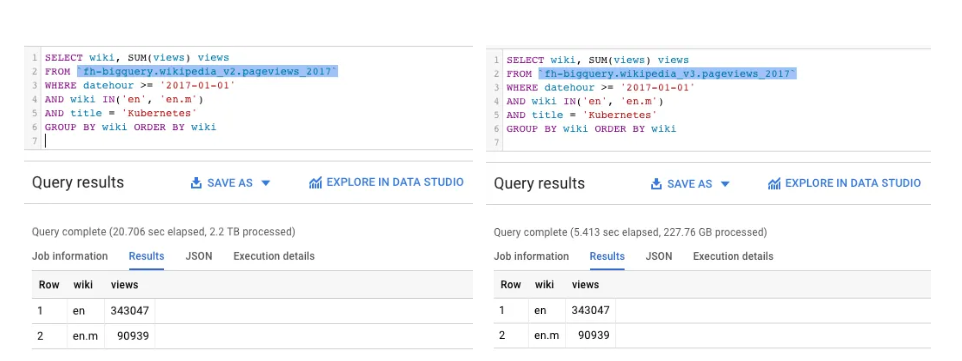 1 SELECT wiki, SUM(views) views
2 FROM `fh-bigquery.wikipedia_v2.pageviews_2017`
3 WHERE datehour >= '2017-01-01'
4 AND wiki IN('en', 'en.m')
5 AND title = 'Kubernetes'
6 GROUP BY wiki ORDER BY wiki
7
Query results SAVE AS EXPLORE IN DATA STUDIO
Query complete (20.706 sec elapsed, 2.2 TB processed)
Job information Results JSON Execution details
Row wiki views
1 en 343047
2 en.m 90939
1 SELECT wiki, SUM(views) views
2 FROM `fh-bigquery.wikipedia_v3.pageviews_2017`
3 WHERE datehour >= '2017-01-01'
4 AND wiki IN('en', 'en.m')
5 AND title = 'Kubernetes'
6 GROUP BY wiki ORDER BY wiki
7
Query results SAVE AS EXPLORE IN DATA STUDIO
Query complete (5.413 sec elapsed, 227.76 GB processed)
Job information Results JSON Execution details
Row wiki views
1 en 343047
2 en.m 90939